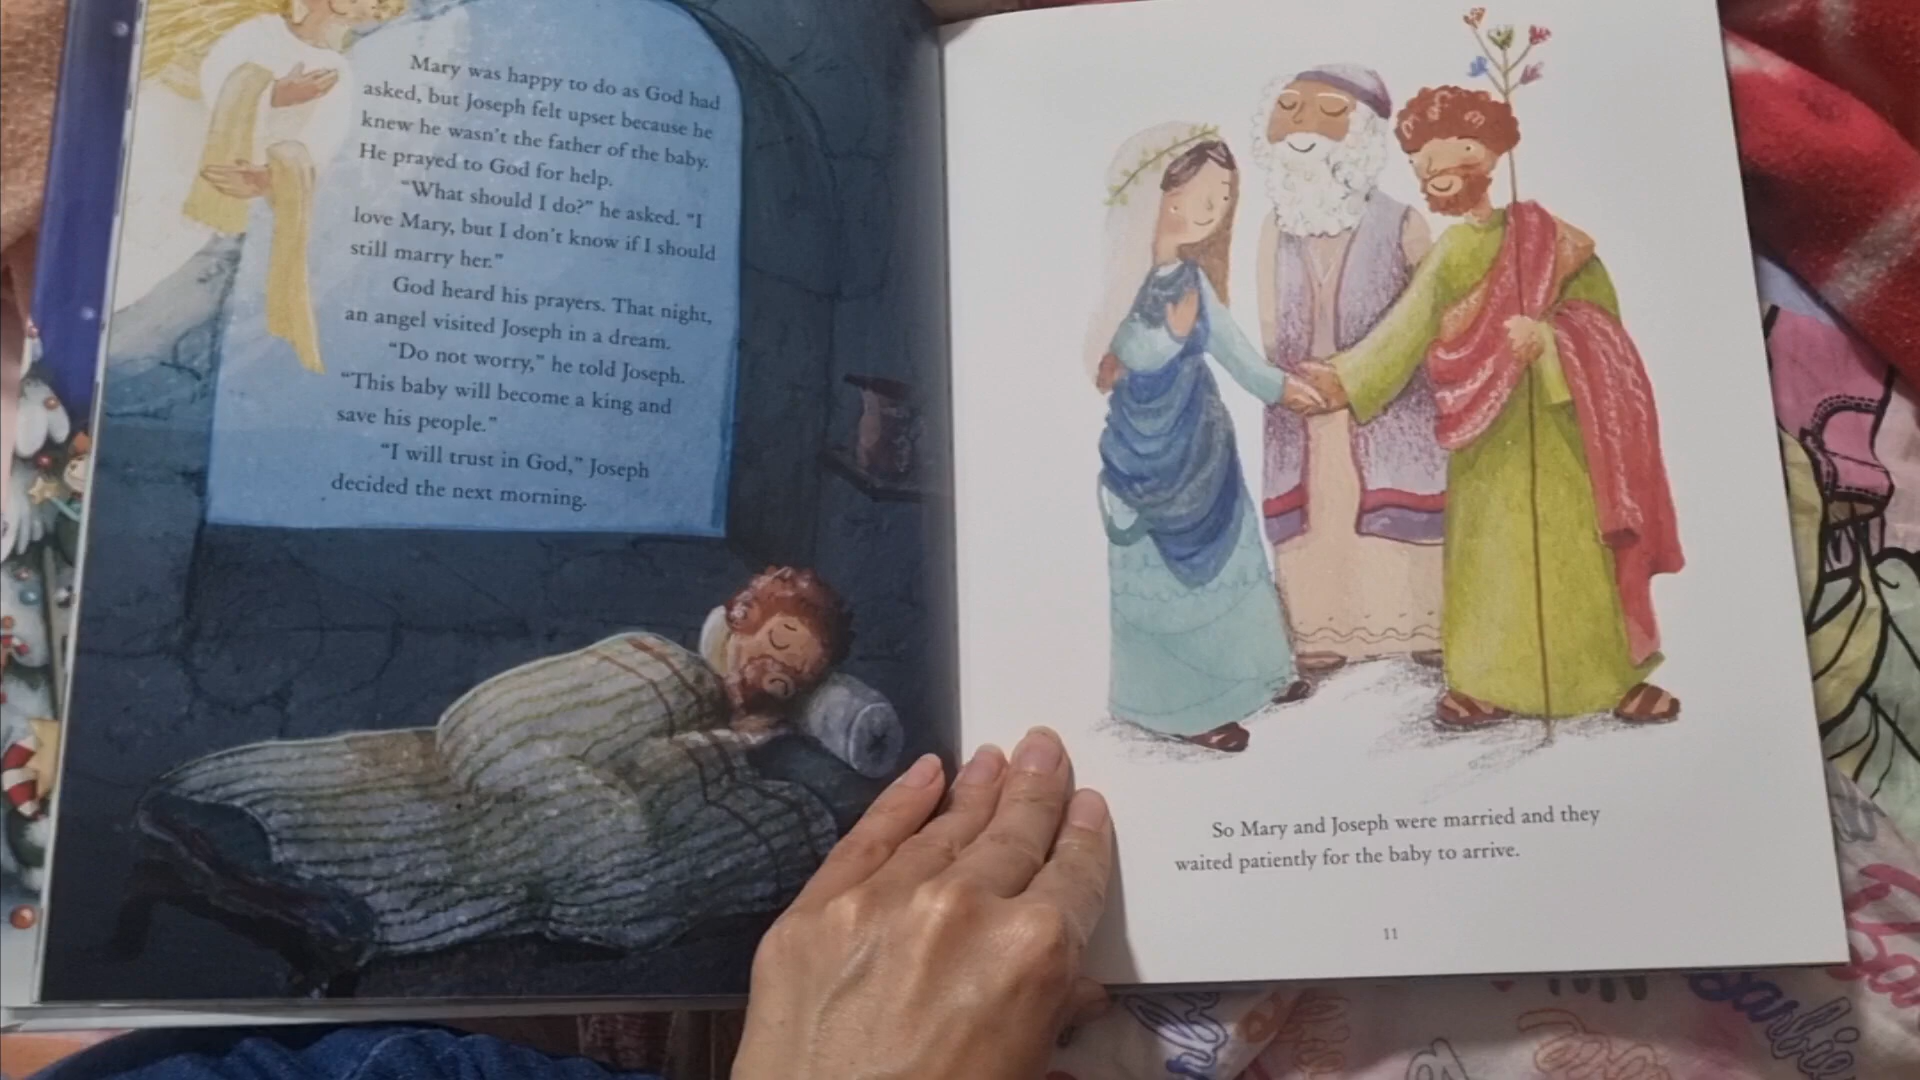 Mary was happy to do as God had
asked, but Joseph felt upset because he
knew he wasn't the father of the baby.
He prayed to God for help.
“What should I do?” he asked. “I
love Mary, but I don't know if I should
still marry her.”
God heard his prayers. That night,
an angel visited Joseph in a dream.
“Do not worry,” he told Joseph.
“This baby will become a king and
save his people.”
“I will trust in God,” Joseph
decided the next morning.
So Mary and Joseph were married and they
waited patiently for the baby to arrive.
11
Barbie